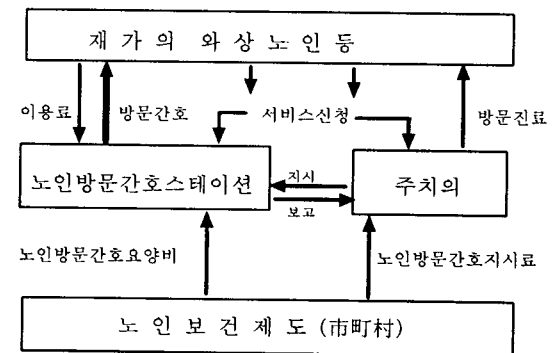 재 가 의 와 상 노 인 등
이용료
방문간호
서비스신청
방문진료
노인방문간호스테이션
지시
보고
주치의
노인방문간호요양비
노인방문간호지시료
노 인 보 건 제 도 (市町村)